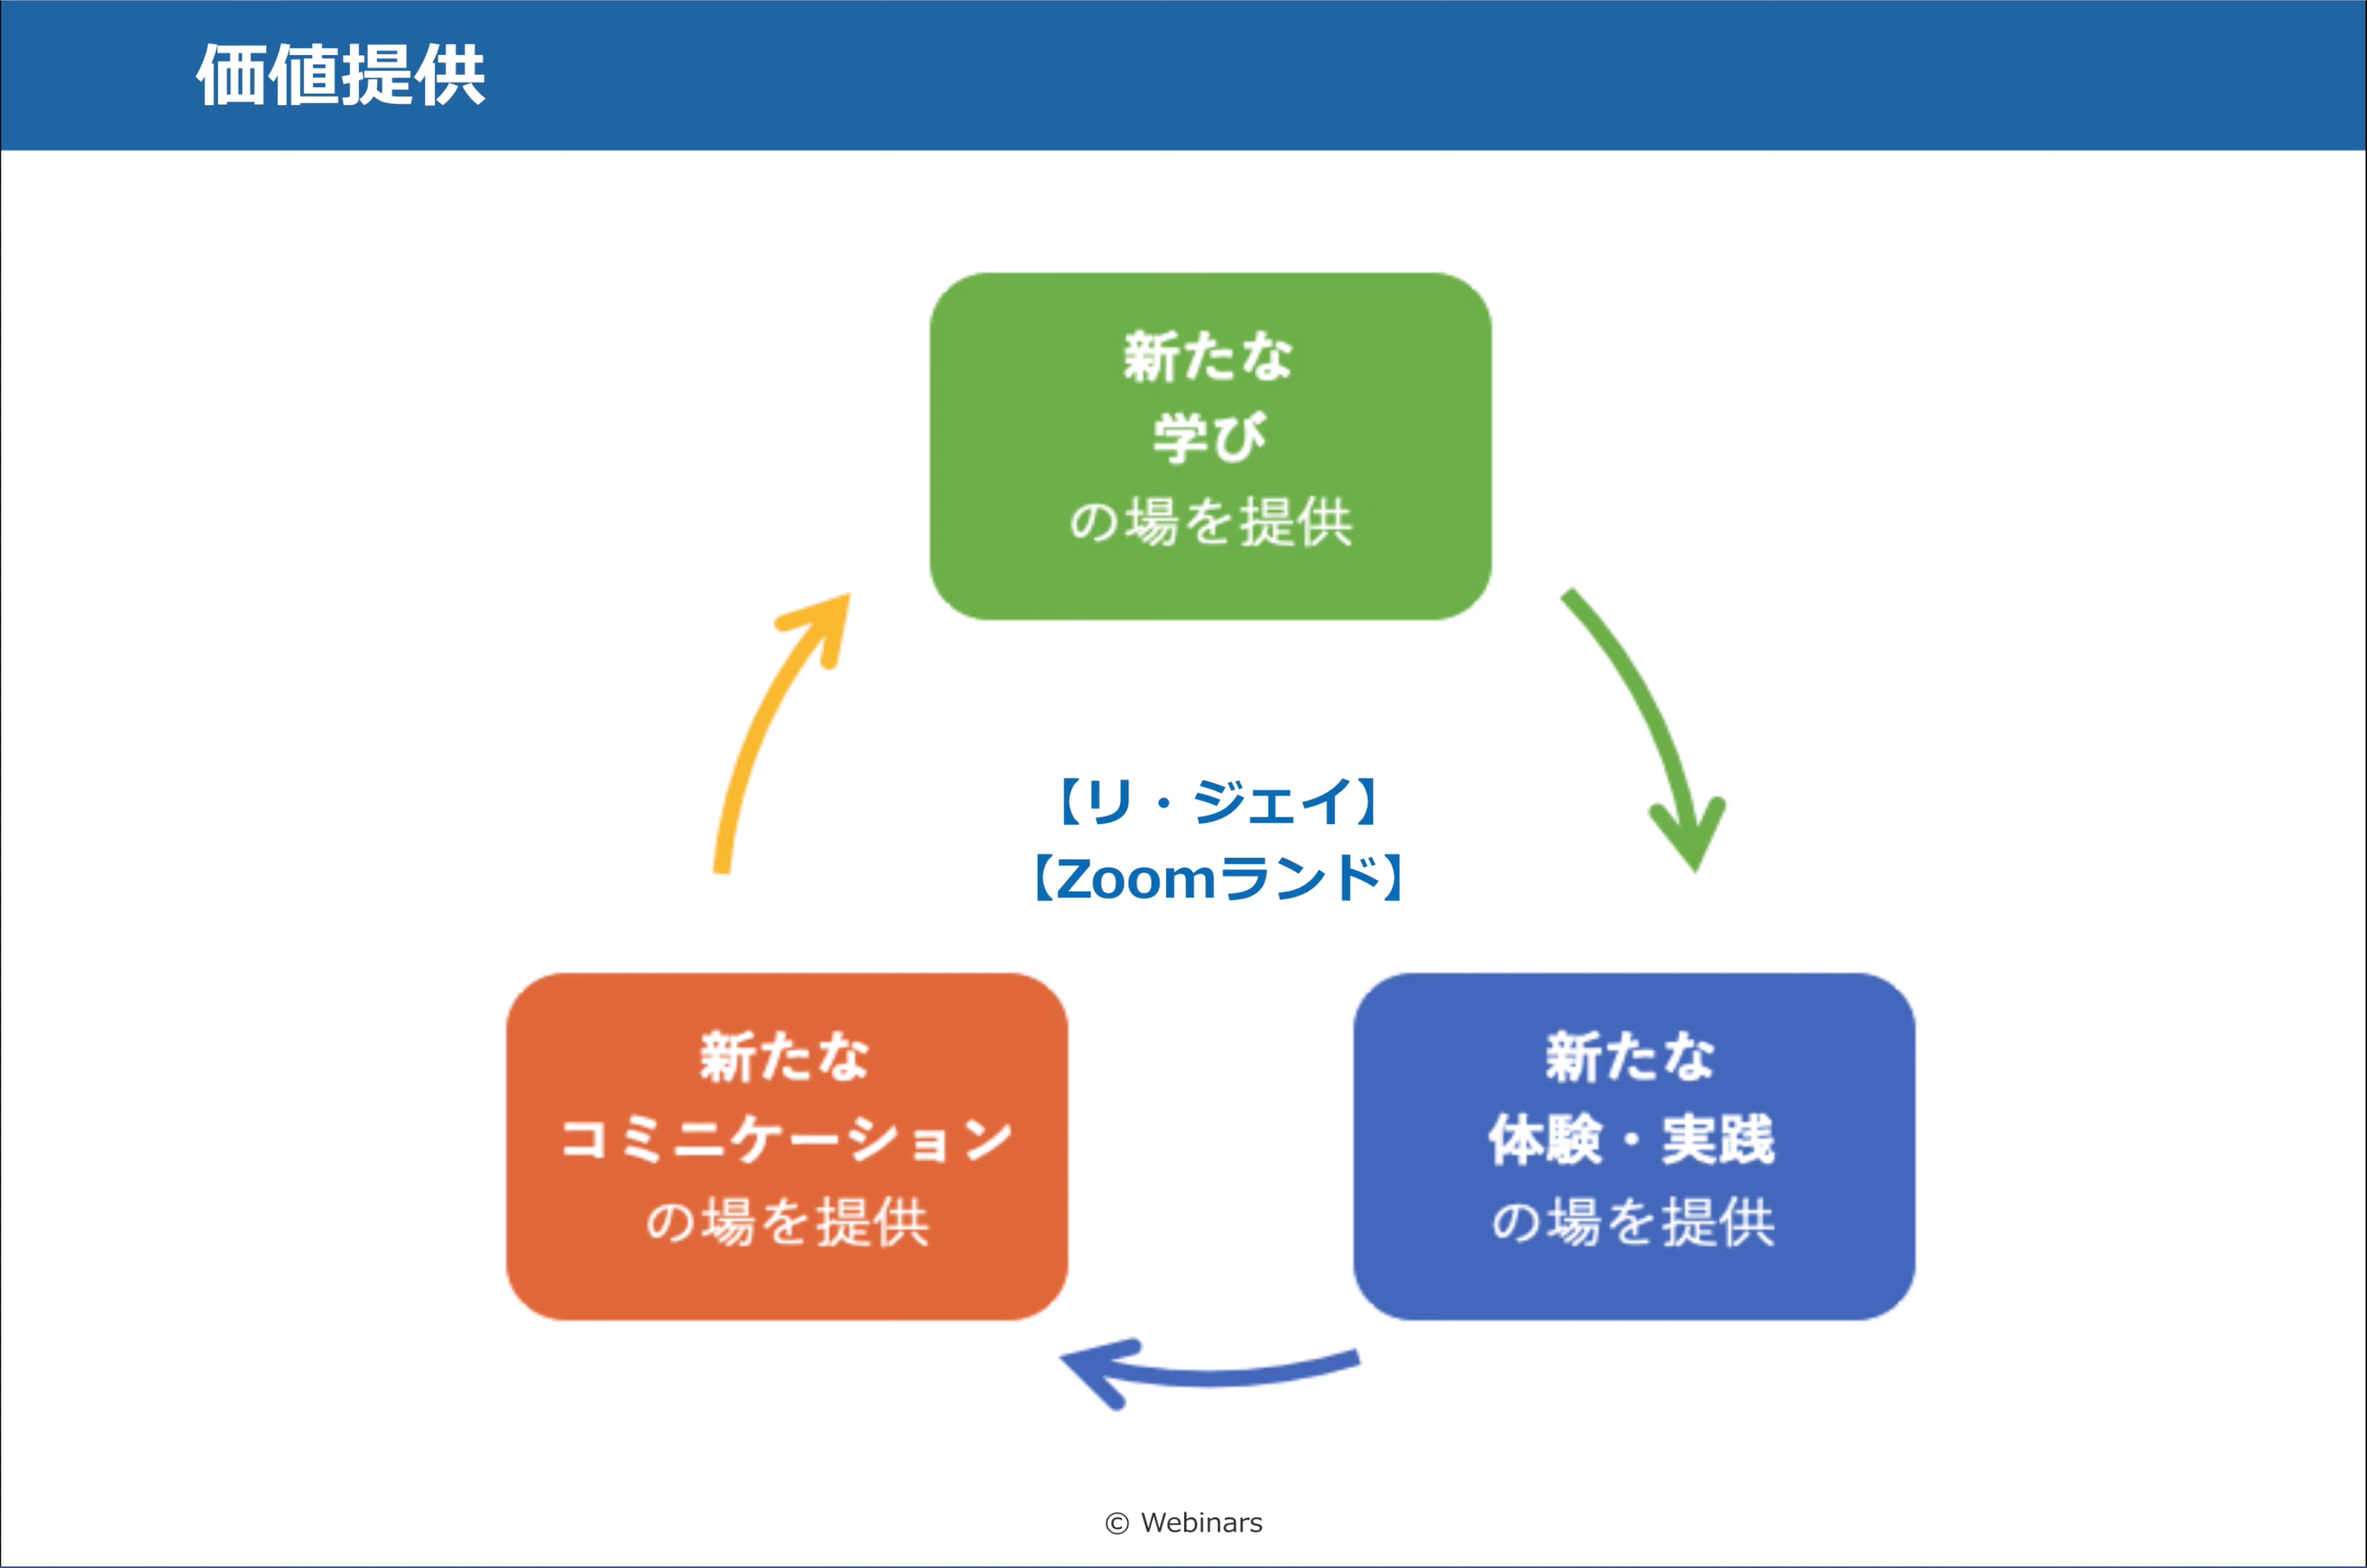 価値提供
新たな
学び
の場を提供
【リ・ジェイ】
【Zoomランド】
新たな
コミニケーション
の場を提供
新たな
体験・実践
の場を提供
© Webinars